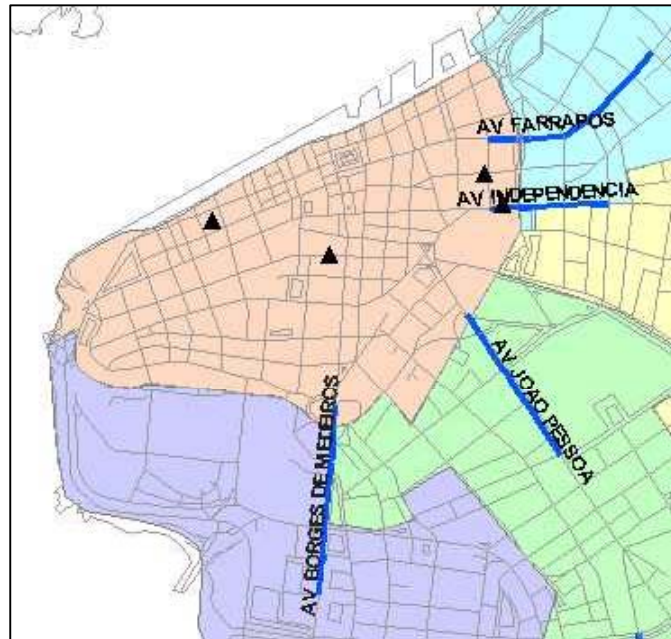 AV FARRAPOS
AV INDEPENDENCIA
AV JOAO PESSOA
AV BORGES DE MEDEIROS